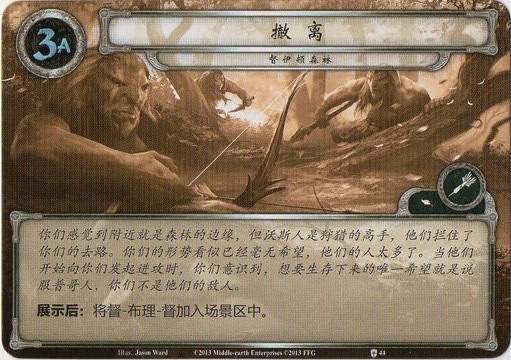 3A
撤离
督伊顿森林
你们感觉到附近就是森林的边缘，但沃斯人是狩猎的高手，他们拦住了
你们的去路。你们的形势看似已经毫无希望，他们的人太多了。当他们
开始向你们发起进攻时，你们意识到，想要生存下来的唯一希望就是说
服普哥人，你们不是他们的敌人。
展示后：将督-布理-督加入场景区中。
Illus. Jason Ward
©2013 Middle-earth Enterprises ©2013 FFG
44